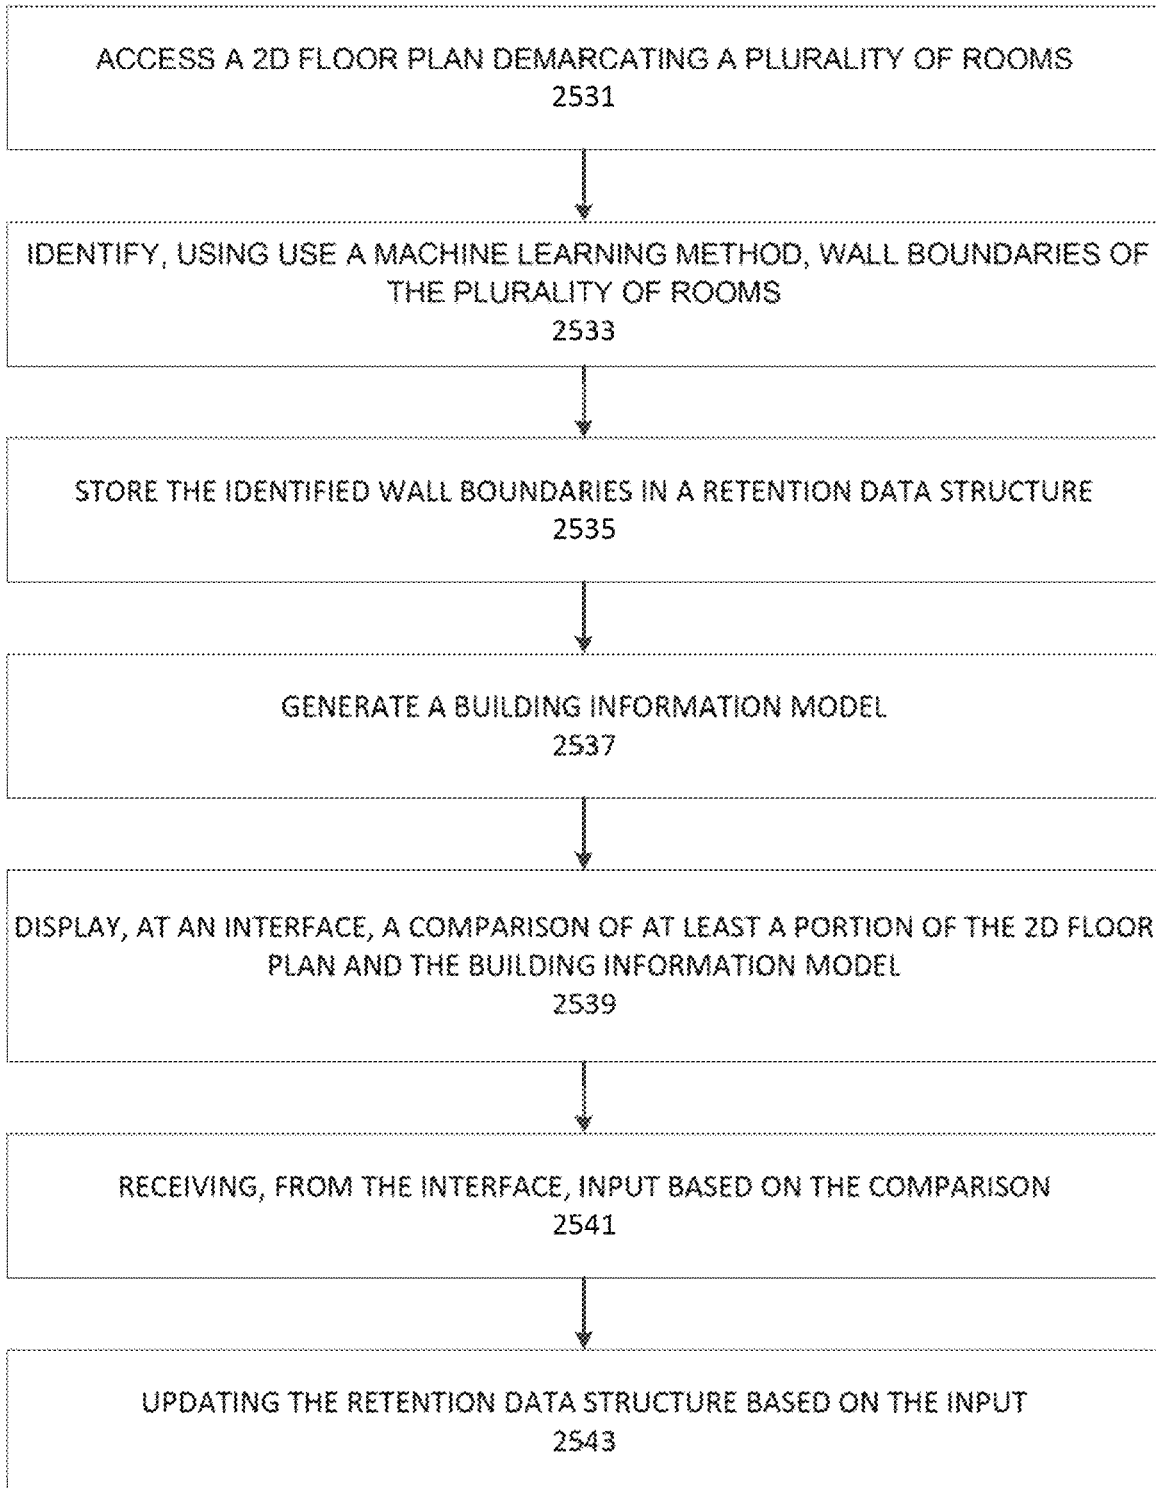 ACCESS A 2D FLOOR PLAN DEMARCATING A PLURALITY OF ROOMS
2531
IDENTIFY, USING USE A MACHINE LEARNING METHOD, WALL BOUNDARIES OF
THE PLURALITY OF ROOMS
2533
STORE THE IDENTIFIED WALL BOUNDARIES IN A RETENTION DATA STRUCTURE
2535
GENERATE A BUILDING INFORMATION MODEL
2537
DISPLAY, AT AN INTERFACE, A COMPARISON OF AT LEAST A PORTION OF THE 2D FLOOR
PLAN AND THE BUILDING INFORMATION MODEL
2539
RECEIVING, FROM THE INTERFACE, INPUT BASED ON THE COMPARISON
2541
UPDATING THE RETENTION DATA STRUCTURE BASED ON THE INPUT
2543